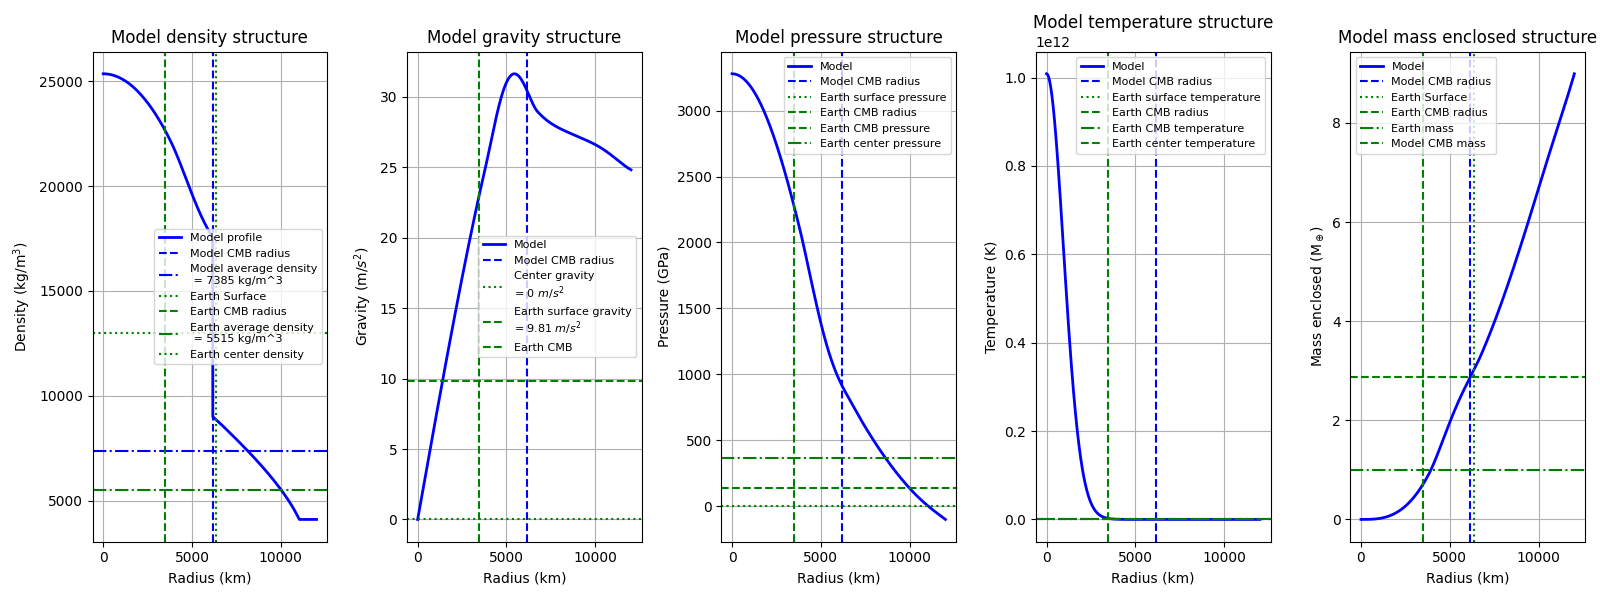 Model density structure
Density (kg/m³)
25000
20000
15000
10000
5000
0
5000
10000
Radius (km)
Model profile
Model CMB radius
Model average density
= 7385 kg/m^3
Earth Surface
Earth CMB radius
Earth average density
= 5515 kg/m^3
Earth center density
Model gravity structure
Gravity (m/s²)
30
25
20
15
10
5
0
0
5000
10000
Radius (km)
Model
Model CMB radius
Center gravity
= 0 m/s²
Earth surface gravity
= 9.81 m/s²
Earth CMB
Model pressure structure
Pressure (GPa)
3000
2500
2000
1500
1000
500
0
0
5000
10000
Radius (km)
Model
Model CMB radius
Earth surface pressure
Earth CMB radius
Earth CMB pressure
Earth center pressure
Model temperature structure
1e12
Temperature (K)
1.0
0.8
0.6
0.4
0.2
0.0
0
5000
10000
Radius (km)
Model
Model CMB radius
Earth surface temperature
Earth CMB radius
Earth CMB temperature
Earth center temperature
Model mass enclosed structure
Mass enclosed (M⊕)
8
6
4
2
0
0
5000
10000
Radius (km)
Model
Model CMB radius
Earth Surface
Earth CMB radius
Earth mass
Model CMB mass